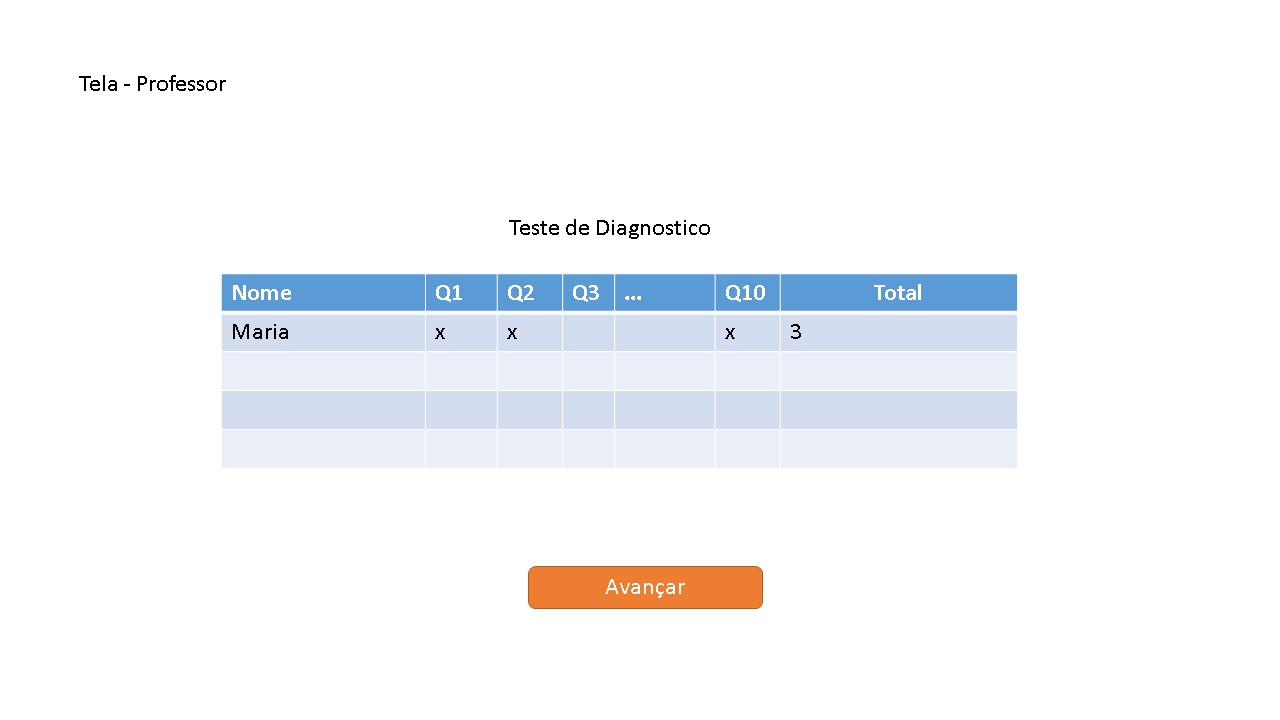 Tela - Professor
Teste de Diagnostico
Nome Q1 Q2 Q3 ... Q10 Total
Maria x x x 3
Avançar